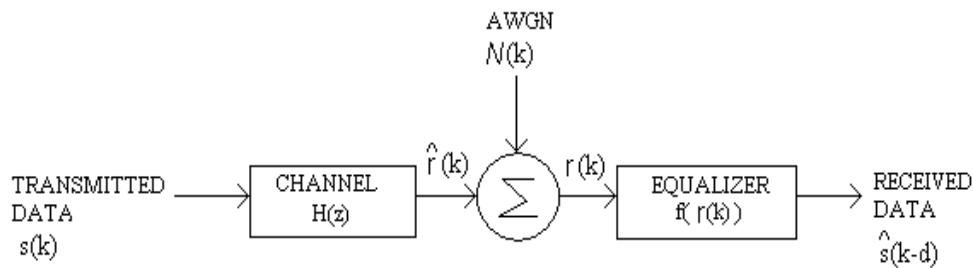 AWGN
N(k)
TRANSMITTED
DATA
s(k)
CHANNEL
H(z)
r̂(k)
Σ
r(k)
EQUALIZER
f( r(k) )
RECEIVED
DATA
ŝ(k-d)